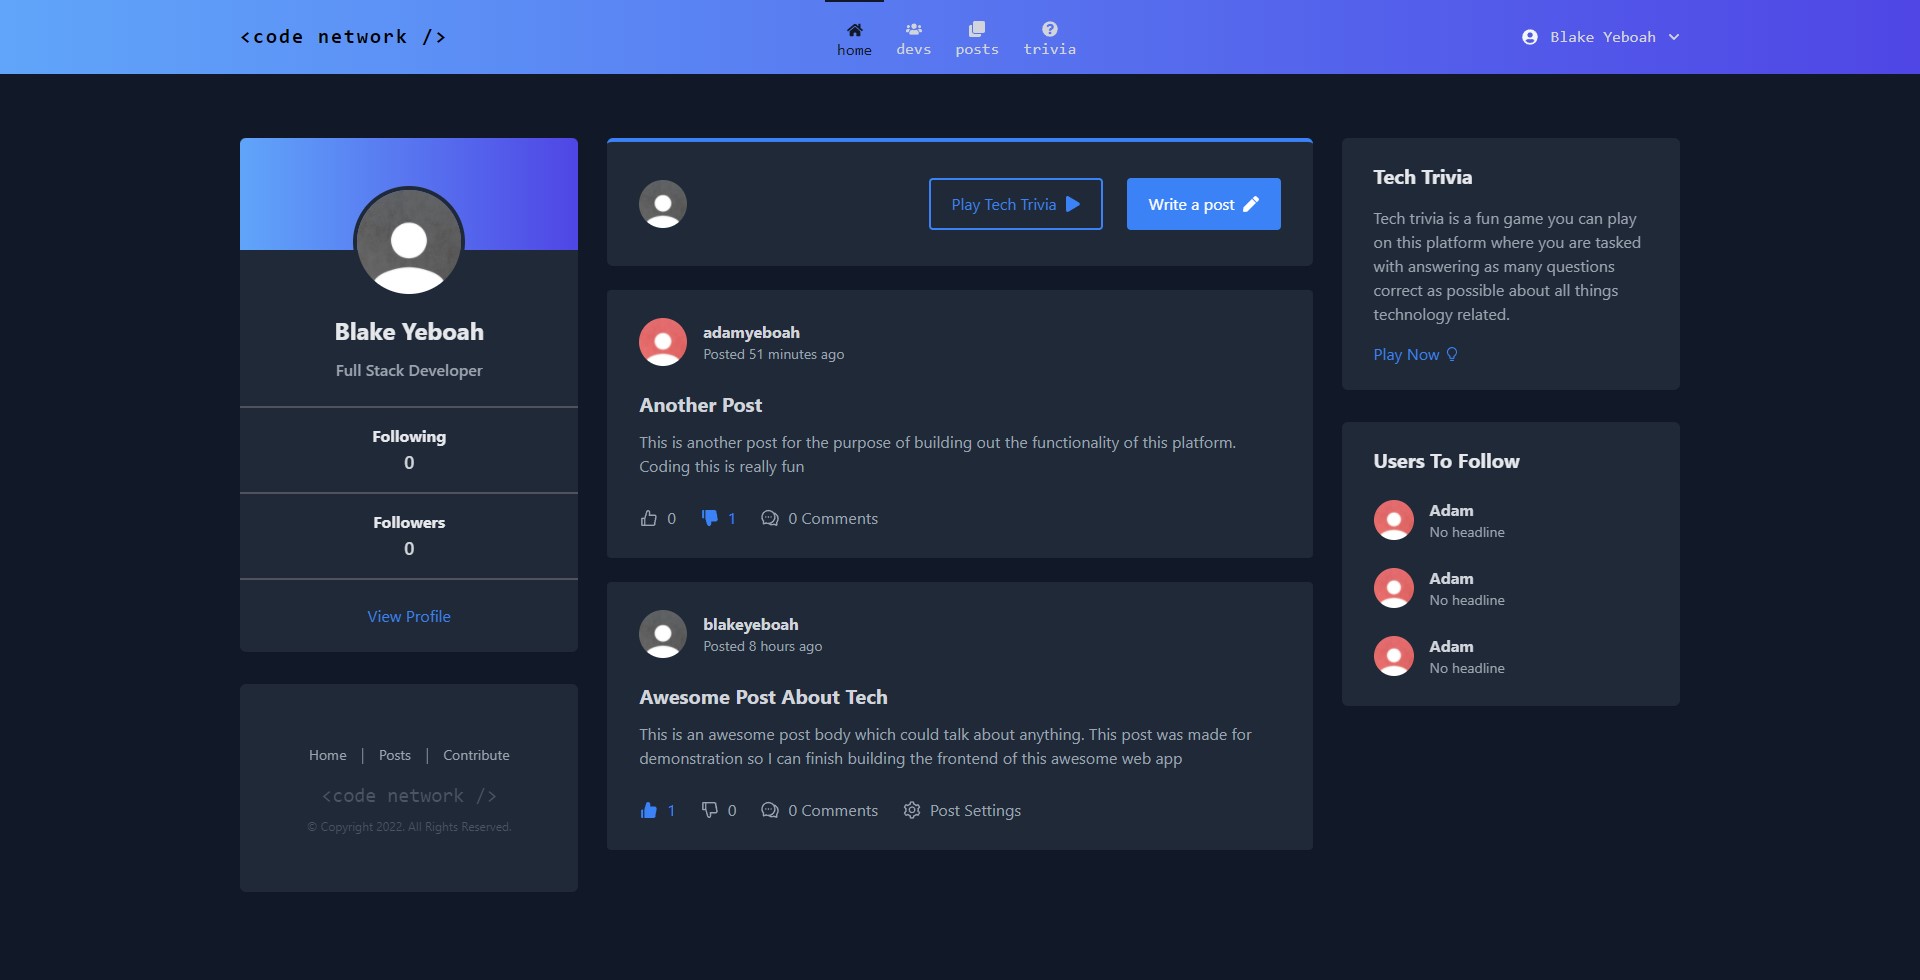 <code network />
home
devs
posts
trivia
Blake Yeboah
Blake Yeboah
Full Stack Developer
Following
0
Followers
0
View Profile
Home | Posts | Contribute
<code network />
© Copyright 2022. All Rights Reserved.
Play Tech Trivia
Write a post
adamyeboah
Posted 51 minutes ago
Another Post
This is another post for the purpose of building out the functionality of this platform.
Coding this is really fun
0 1 0 Comments
blakeyeboah
Posted 8 hours ago
Awesome Post About Tech
This is an awesome post body which could talk about anything. This post was made for
demonstration so I can finish building the frontend of this awesome web app
1 0 0 Comments Post Settings
Tech Trivia
Tech trivia is a fun game you can play
on this platform where you are tasked
with answering as many questions
correct as possible about all things
technology related.
Play Now
Users To Follow
Adam
No headline
Adam
No headline
Adam
No headline